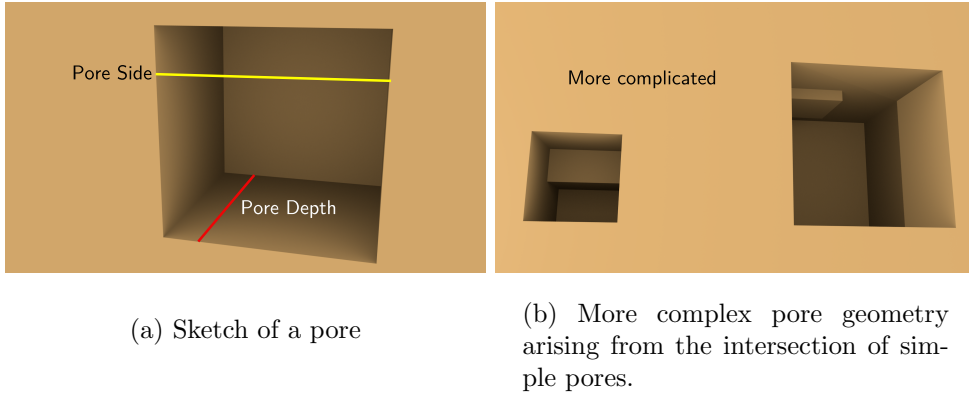 Pore Side
Pore Depth
More complicated
(a) Sketch of a pore
(b) More complex pore geometry
arising from the intersection of sim-
ple pores.